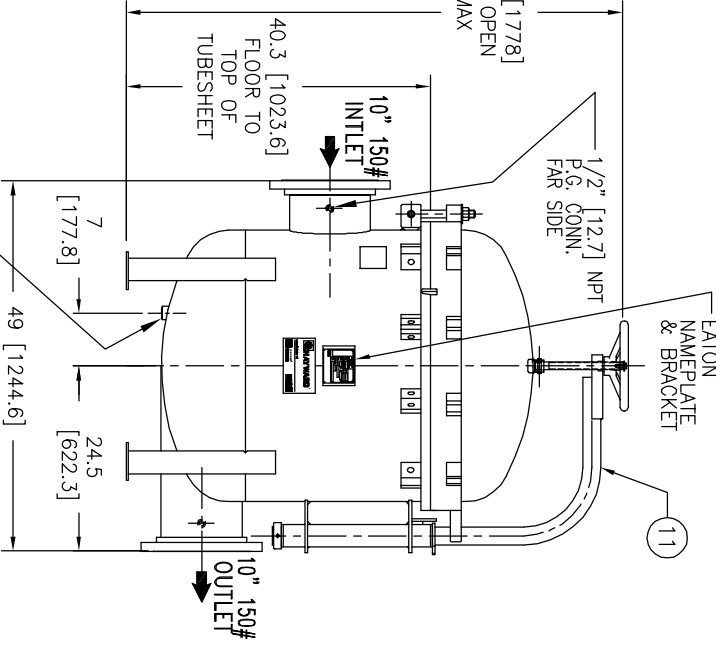 [1778]
OPEN
MAX
40.3 [1023.6]
FLOOR TO
TOP OF
TUBESHEET
10" 150#
INTLET
1/2" [12.7] NPT
P.G. CONN.
FAR SIDE
EATON
NAMEPLATE
& BRACKET
11
HAYWARD
7
[177.8]
49 [1244.6]
24.5
[622.3]
10" 150#
OUTLET